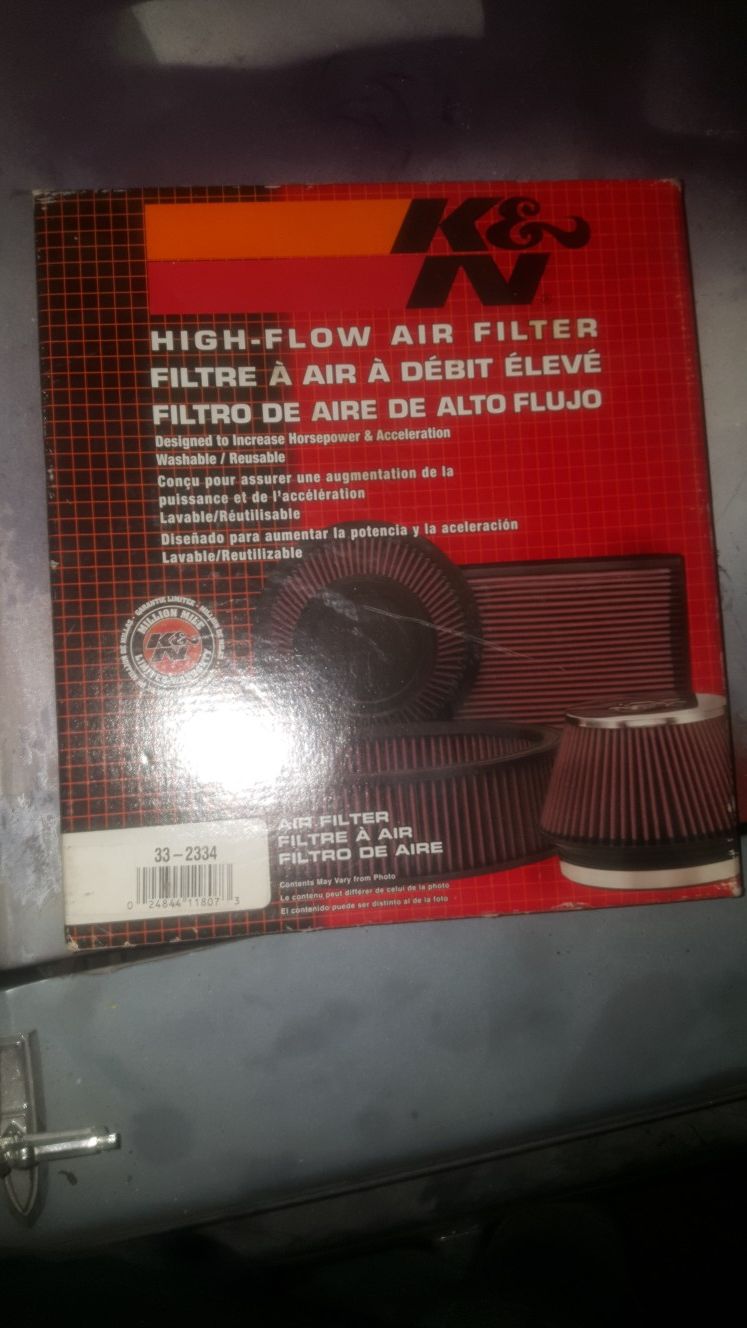 K&N
HIGH-FLOW AIR FILTER
FILTRE À AIR À DÉBIT ÉLEVÉ
FILTRO DE AIRE DE ALTO FLUJO
Designed to Increase Horsepower & Acceleration
Washable / Reusable
Conçu pour assurer une augmentation de la
puissance et de l'accélération
Lavable/Réutilisable
Diseñado para aumentar la potencia y la aceleración
Lavable/Reutilizable
GARANTIE LIMITÉE
MILLION MILE
K&N
AIR FILTER
FILTRE À AIR
FILTRO DE AIRE
33-2334
0 24844 11807 3
Contents May Vary from Photo
Le contenu peut différer de celui de la photo
El contenido puede ser distinto al de la foto